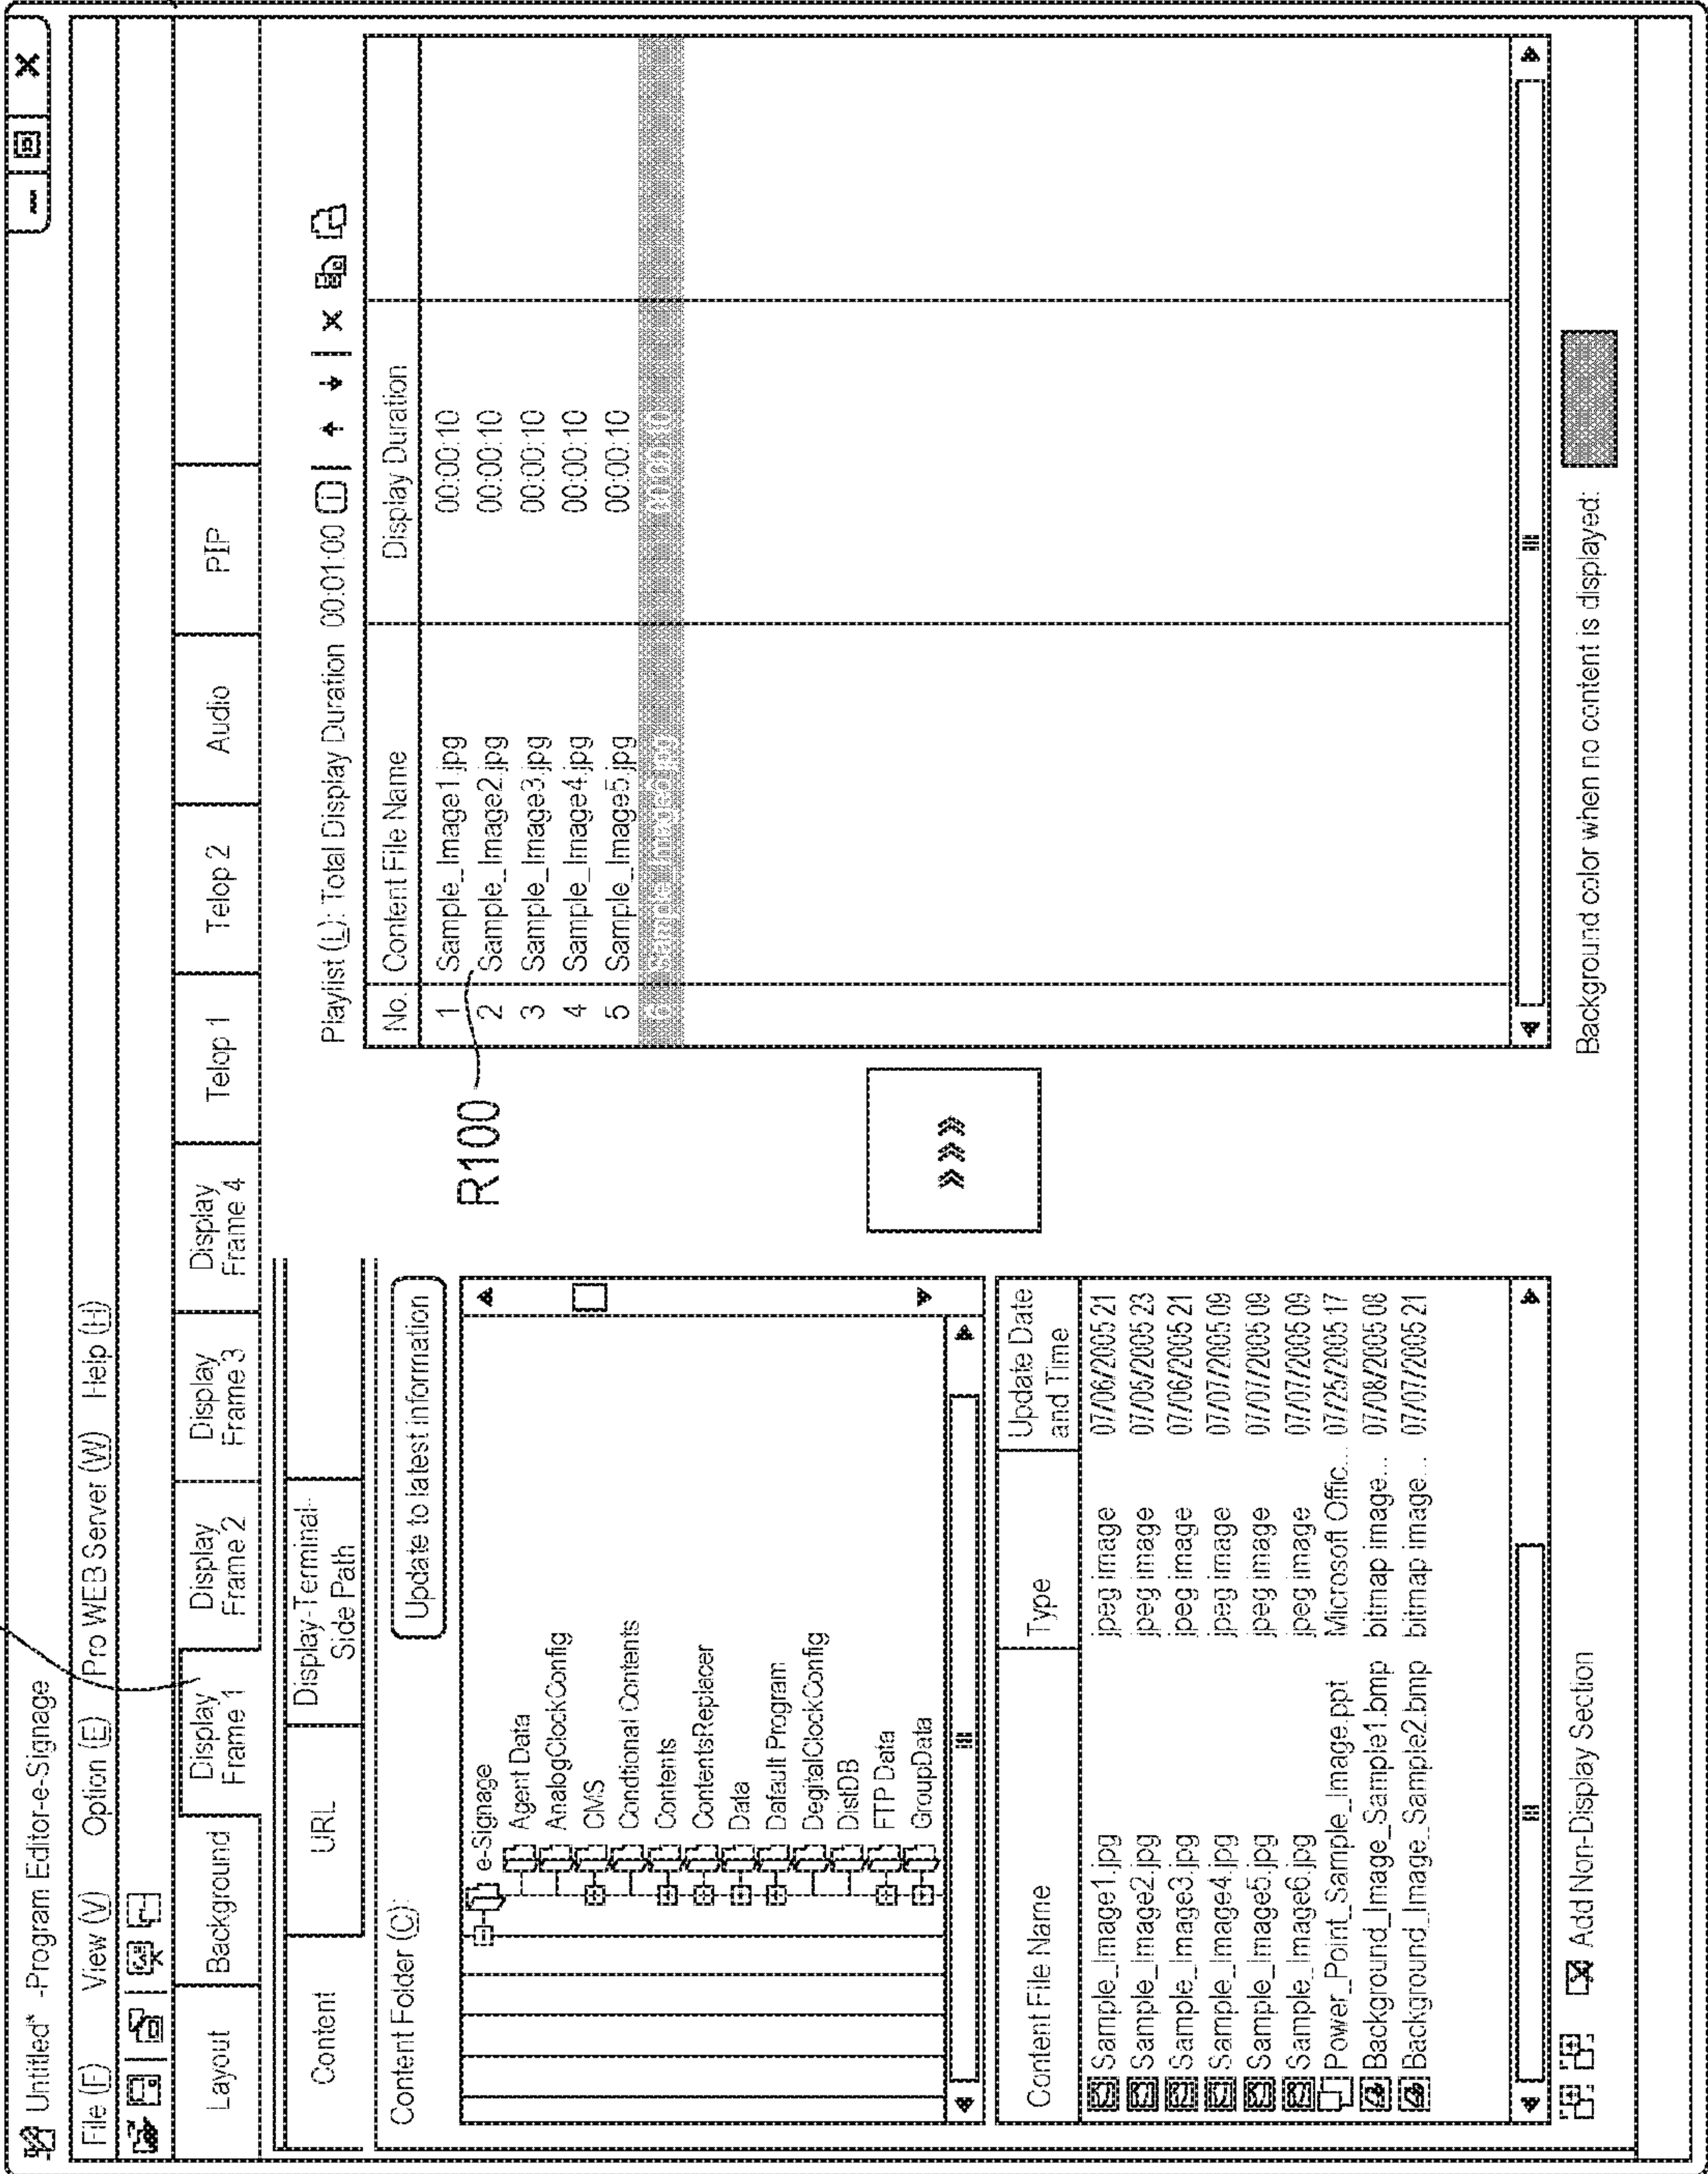 Untitled* -Program Editor-e-Signage
File (F) View (V) Option (E) Pro WEB Server (W) Help (H)
Layout
Background
Display Frame 1
Display Frame 2
Display Frame 3
Display Frame 4
Telop 1
Telop 2
Audio
PIP
Content
URL
Display-Terminal-Side Path
Content Folder (C):
Update to latest information
e-Signage
Agent Data
AnalogClockConfig
CMS
Condtional Contents
Contents
ContentsReplacer
Data
Dafault Program
DegitalClockConfig
DistDB
FTP Data
GroupData
Content File Name Type Update Date and Time
Sample_Image1.jpg jpeg image 07/06/2005 21
Sample_Image2.jpg jpeg image 07/05/2005 23
Sample_Image3.jpg jpeg image 07/06/2005 21
Sample_Image4.jpg jpeg image 07/07/2005 09
Sample_Image5.jpg jpeg image 07/07/2005 09
Sample_Image6.jpg jpeg image 07/07/2005 09
Power_Point_Sample_Image.ppt Microsoft Offic... 07/25/2005 17
Background_Image_Sample1.bmp bitmap image... 07/08/2005 08
Background_Image_Sample2.bmp bitmap image... 07/07/2005 21
Add Non-Display Section
R100
Playlist (L): Total Display Duration 00:01:00
No. Content File Name Display Duration
1 Sample_Image1.jpg 00:00:10
2 Sample_Image2.jpg 00:00:10
3 Sample_Image3.jpg 00:00:10
4 Sample_Image4.jpg 00:00:10
5 Sample_Image5.jpg 00:00:10
Background color when no content is displayed: